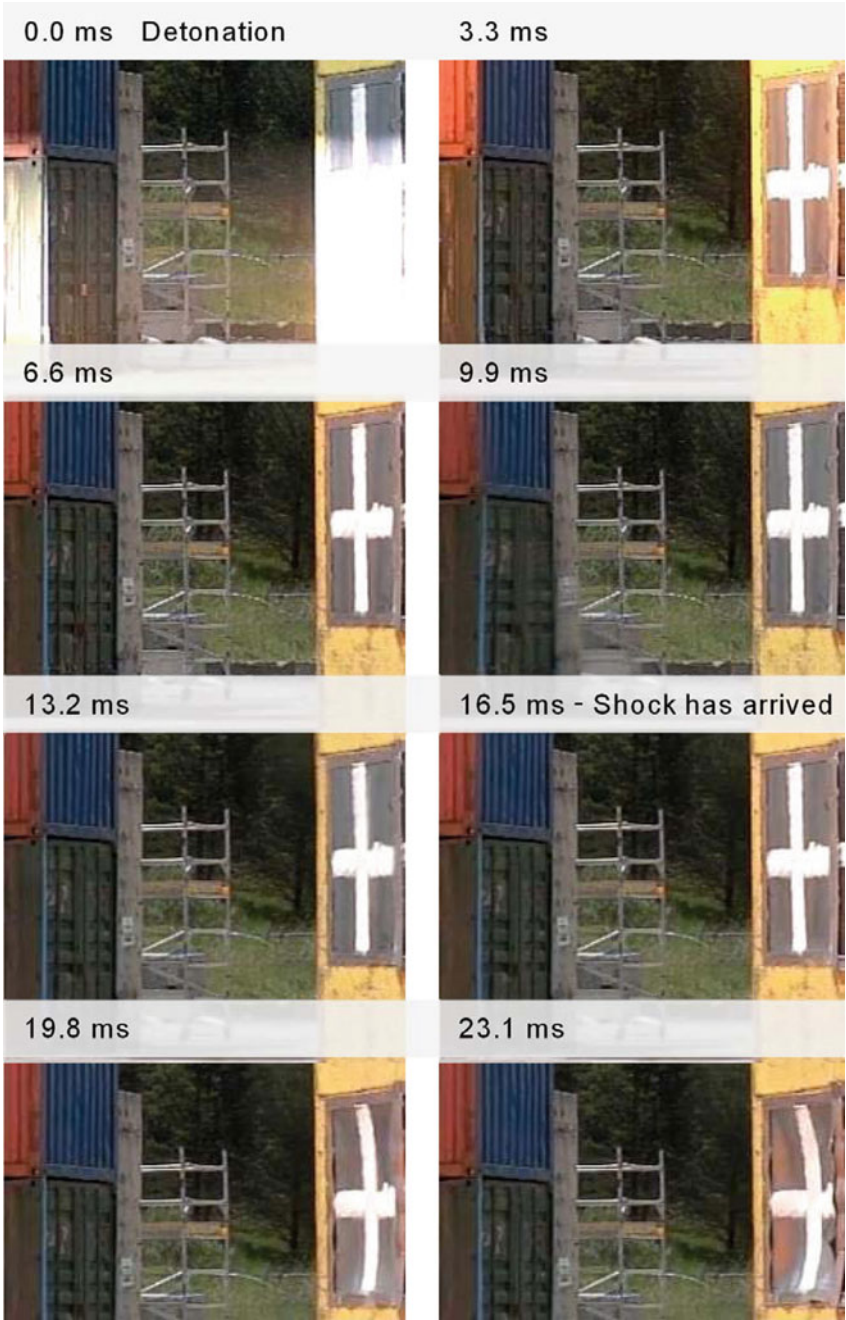 0.0 ms Detonation
3.3 ms
6.6 ms
9.9 ms
13.2 ms
16.5 ms - Shock has arrived
19.8 ms
23.1 ms